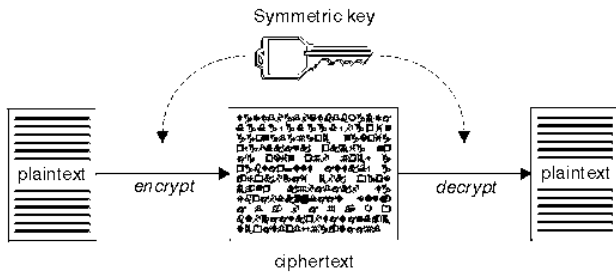 Symmetric key
plaintext
encrypt
decrypt
plaintext
ciphertext